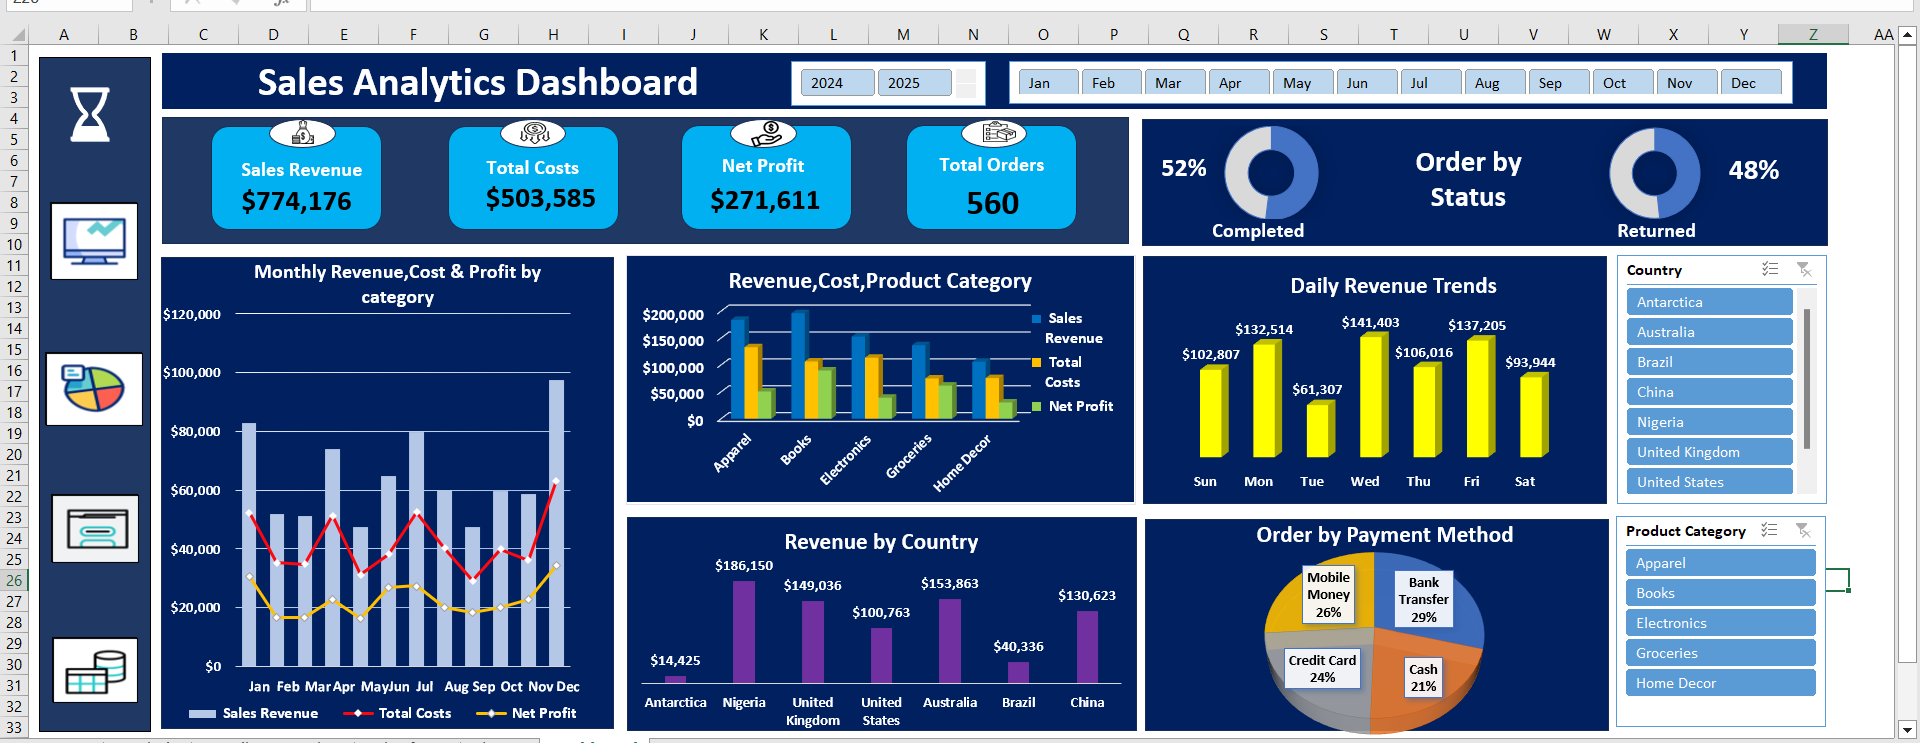 A B C D E F G H I J K L M N O P Q R S T U V W X Y Z AA
1
2
3
4
5
6
7
8
9
10
11
12
13
14
15
16
17
18
19
20
21
22
23
24
25
26
27
28
29
30
31
32
33
Sales Analytics Dashboard
2024 2025
Jan Feb Mar Apr May Jun Jul Aug Sep Oct Nov Dec
Sales Revenue
$774,176
Total Costs
$503,585
Net Profit
$271,611
Total Orders
560
52%
Completed
Order by
Status
48%
Returned
Monthly Revenue,Cost & Profit by
category
$120,000
$100,000
$80,000
$60,000
$40,000
$20,000
$0
Jan Feb Mar Apr May Jun Jul Aug Sep Oct Nov Dec
Sales Revenue Total Costs Net Profit
Revenue,Cost,Product Category
$200,000
$150,000
$100,000
$50,000
$0
Apparel Books Electronics Groceries Home Decor
Sales
Revenue
Total
Costs
Net Profit
Daily Revenue Trends
$102,807 $132,514 $61,307 $141,403 $106,016 $137,205 $93,944
Sun Mon Tue Wed Thu Fri Sat
Country
Antarctica
Australia
Brazil
China
Nigeria
United Kingdom
United States
Revenue by Country
$14,425 $186,150 $149,036 $100,763 $153,863 $40,336 $130,623
Antarctica Nigeria United Kingdom United States Australia Brazil China
Order by Payment Method
Mobile
Money
26%
Bank
Transfer
29%
Credit Card
24%
Cash
21%
Product Category
Apparel
Books
Electronics
Groceries
Home Decor